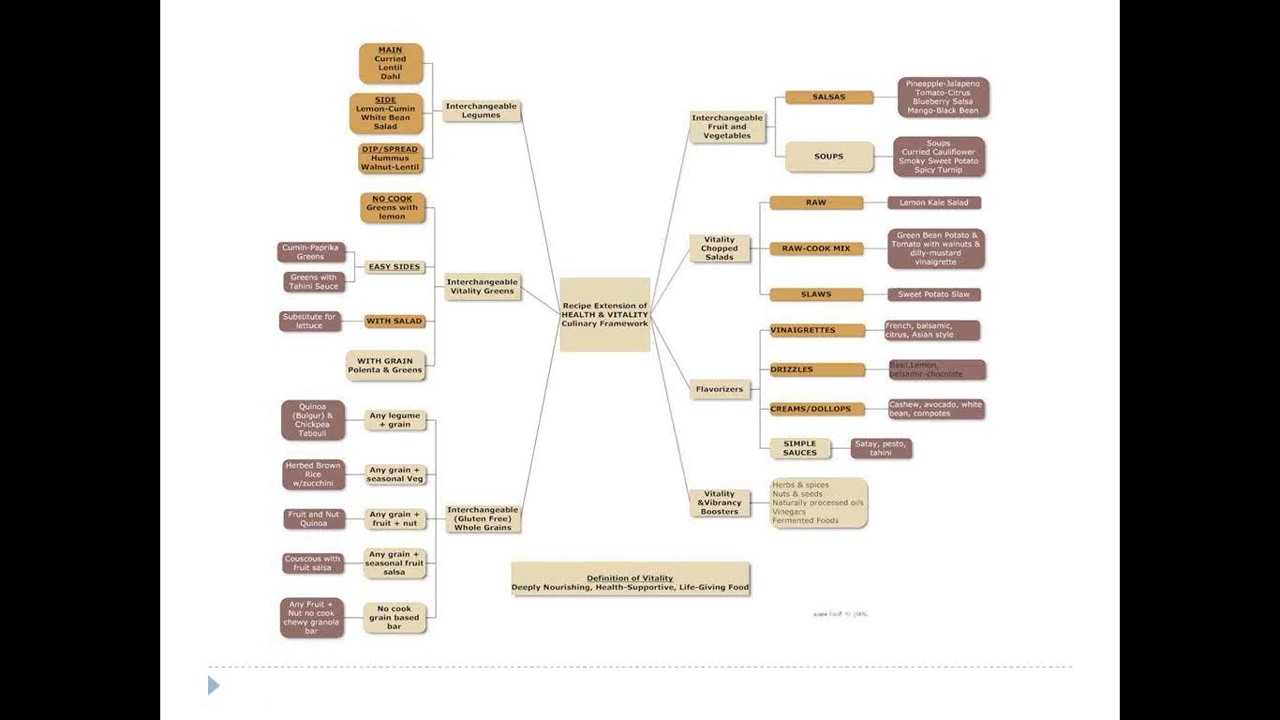 MAIN
Curried
Lentil
Dahl
SIDE
Lemon-Cumin
White Bean
Salad
DIP/SPREAD
Hummus
Walnut-Lentil
Interchangeable
Legumes
NO COOK
Greens with
lemon
Cumin-Paprika
Greens
Greens with
Tahini Sauce
EASY SIDES
Substitute for
lettuce
WITH SALAD
WITH GRAIN
Polenta & Greens
Interchangeable
Vitality Greens
Quinoa
(Bulgur) &
Chickpea
Tabouli
Any legume
+ grain
Herbed Brown
Rice
w/zucchini
Any grain +
seasonal Veg
Fruit and Nut
Quinoa
Any grain +
fruit + nut
Couscous with
fruit salsa
Any grain +
seasonal fruit
salsa
Any Fruit +
Nut no cook
chewy granola
bar
No cook
grain based
bar
Interchangeable
(Gluten Free)
Whole Grains
Recipe Extension of
HEALTH & VITALITY
Culinary Framework
Interchangeable
Fruit and
Vegetables
SALSAS
Pineapple-Jalapeno
Tomato-Citrus
Blueberry Salsa
Mango-Black Bean
SOUPS
Soups
Curried Cauliflower
Smoky Sweet Potato
Spicy Turnip
Vitality
Chopped
Salads
RAW
Lemon Kale Salad
RAW-COOK MIX
Green Bean Potato &
Tomato with walnuts &
dilly-mustard
vinaigrette
SLAWS
Sweet Potato Slaw
Flavorizers
VINAIGRETTES
French, balsamic,
citrus, Asian style
DRIZZLES
Basil,Lemon,
balsamic-chocolate
CREAMS/DOLLOPS
Cashew, avocado, white
bean, compotes
SIMPLE
SAUCES
Satay, pesto,
tahini
Vitality
&Vibrancy
Boosters
Herbs & spices
Nuts & seeds
Naturally processed oils
Vinegars
Fermented Foods
Definition of Vitality
Deeply Nourishing, Health-Supportive, Life-Giving Food